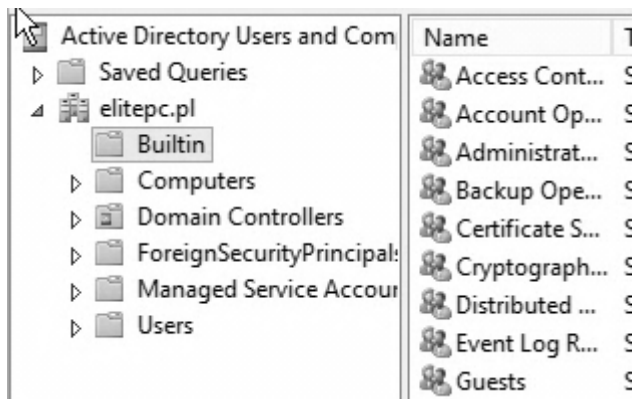 Active Directory Users and Com
Saved Queries
elitepc.pl
Builtin
Computers
Domain Controllers
ForeignSecurityPrincipals
Managed Service Accour
Users
Name
Access Cont...
Account Op...
Administrat...
Backup Ope...
Certificate S...
Cryptograph...
Distributed ...
Event Log R...
Guests